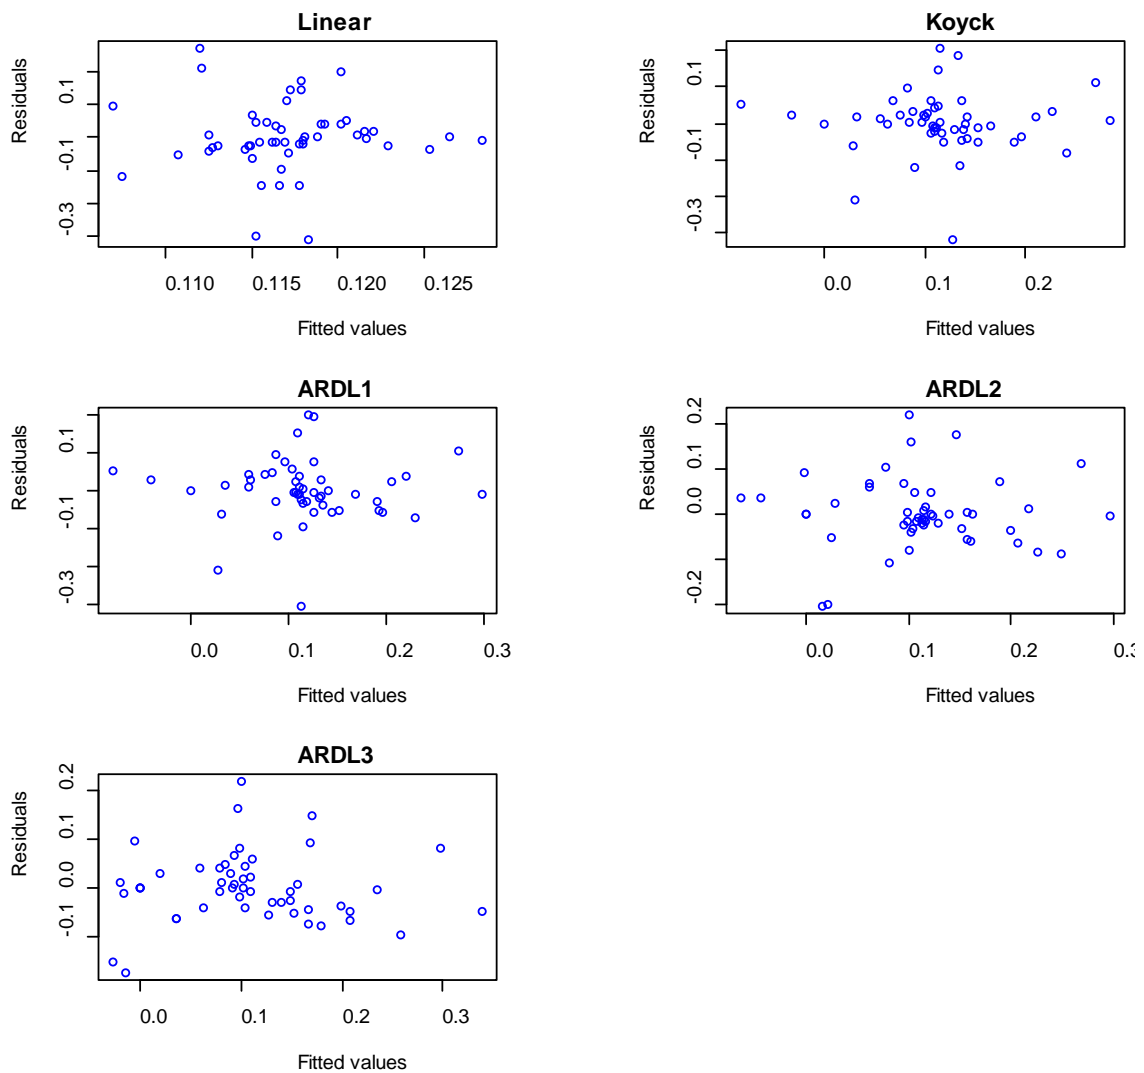 Linear
Residuals
0.1
-0.1
-0.3
0.110 0.115 0.120 0.125
Fitted values
Koyck
Residuals
0.1
-0.1
-0.3
0.0 0.1 0.2
Fitted values
ARDL1
Residuals
0.1
-0.1
-0.3
0.0 0.1 0.2 0.3
Fitted values
ARDL2
Residuals
0.2
0.1
0.0
-0.2
0.0 0.1 0.2
Fitted values
ARDL3
Residuals
0.2
0.1
0.0
-0.1
0.0 0.1 0.2 0.3
Fitted values